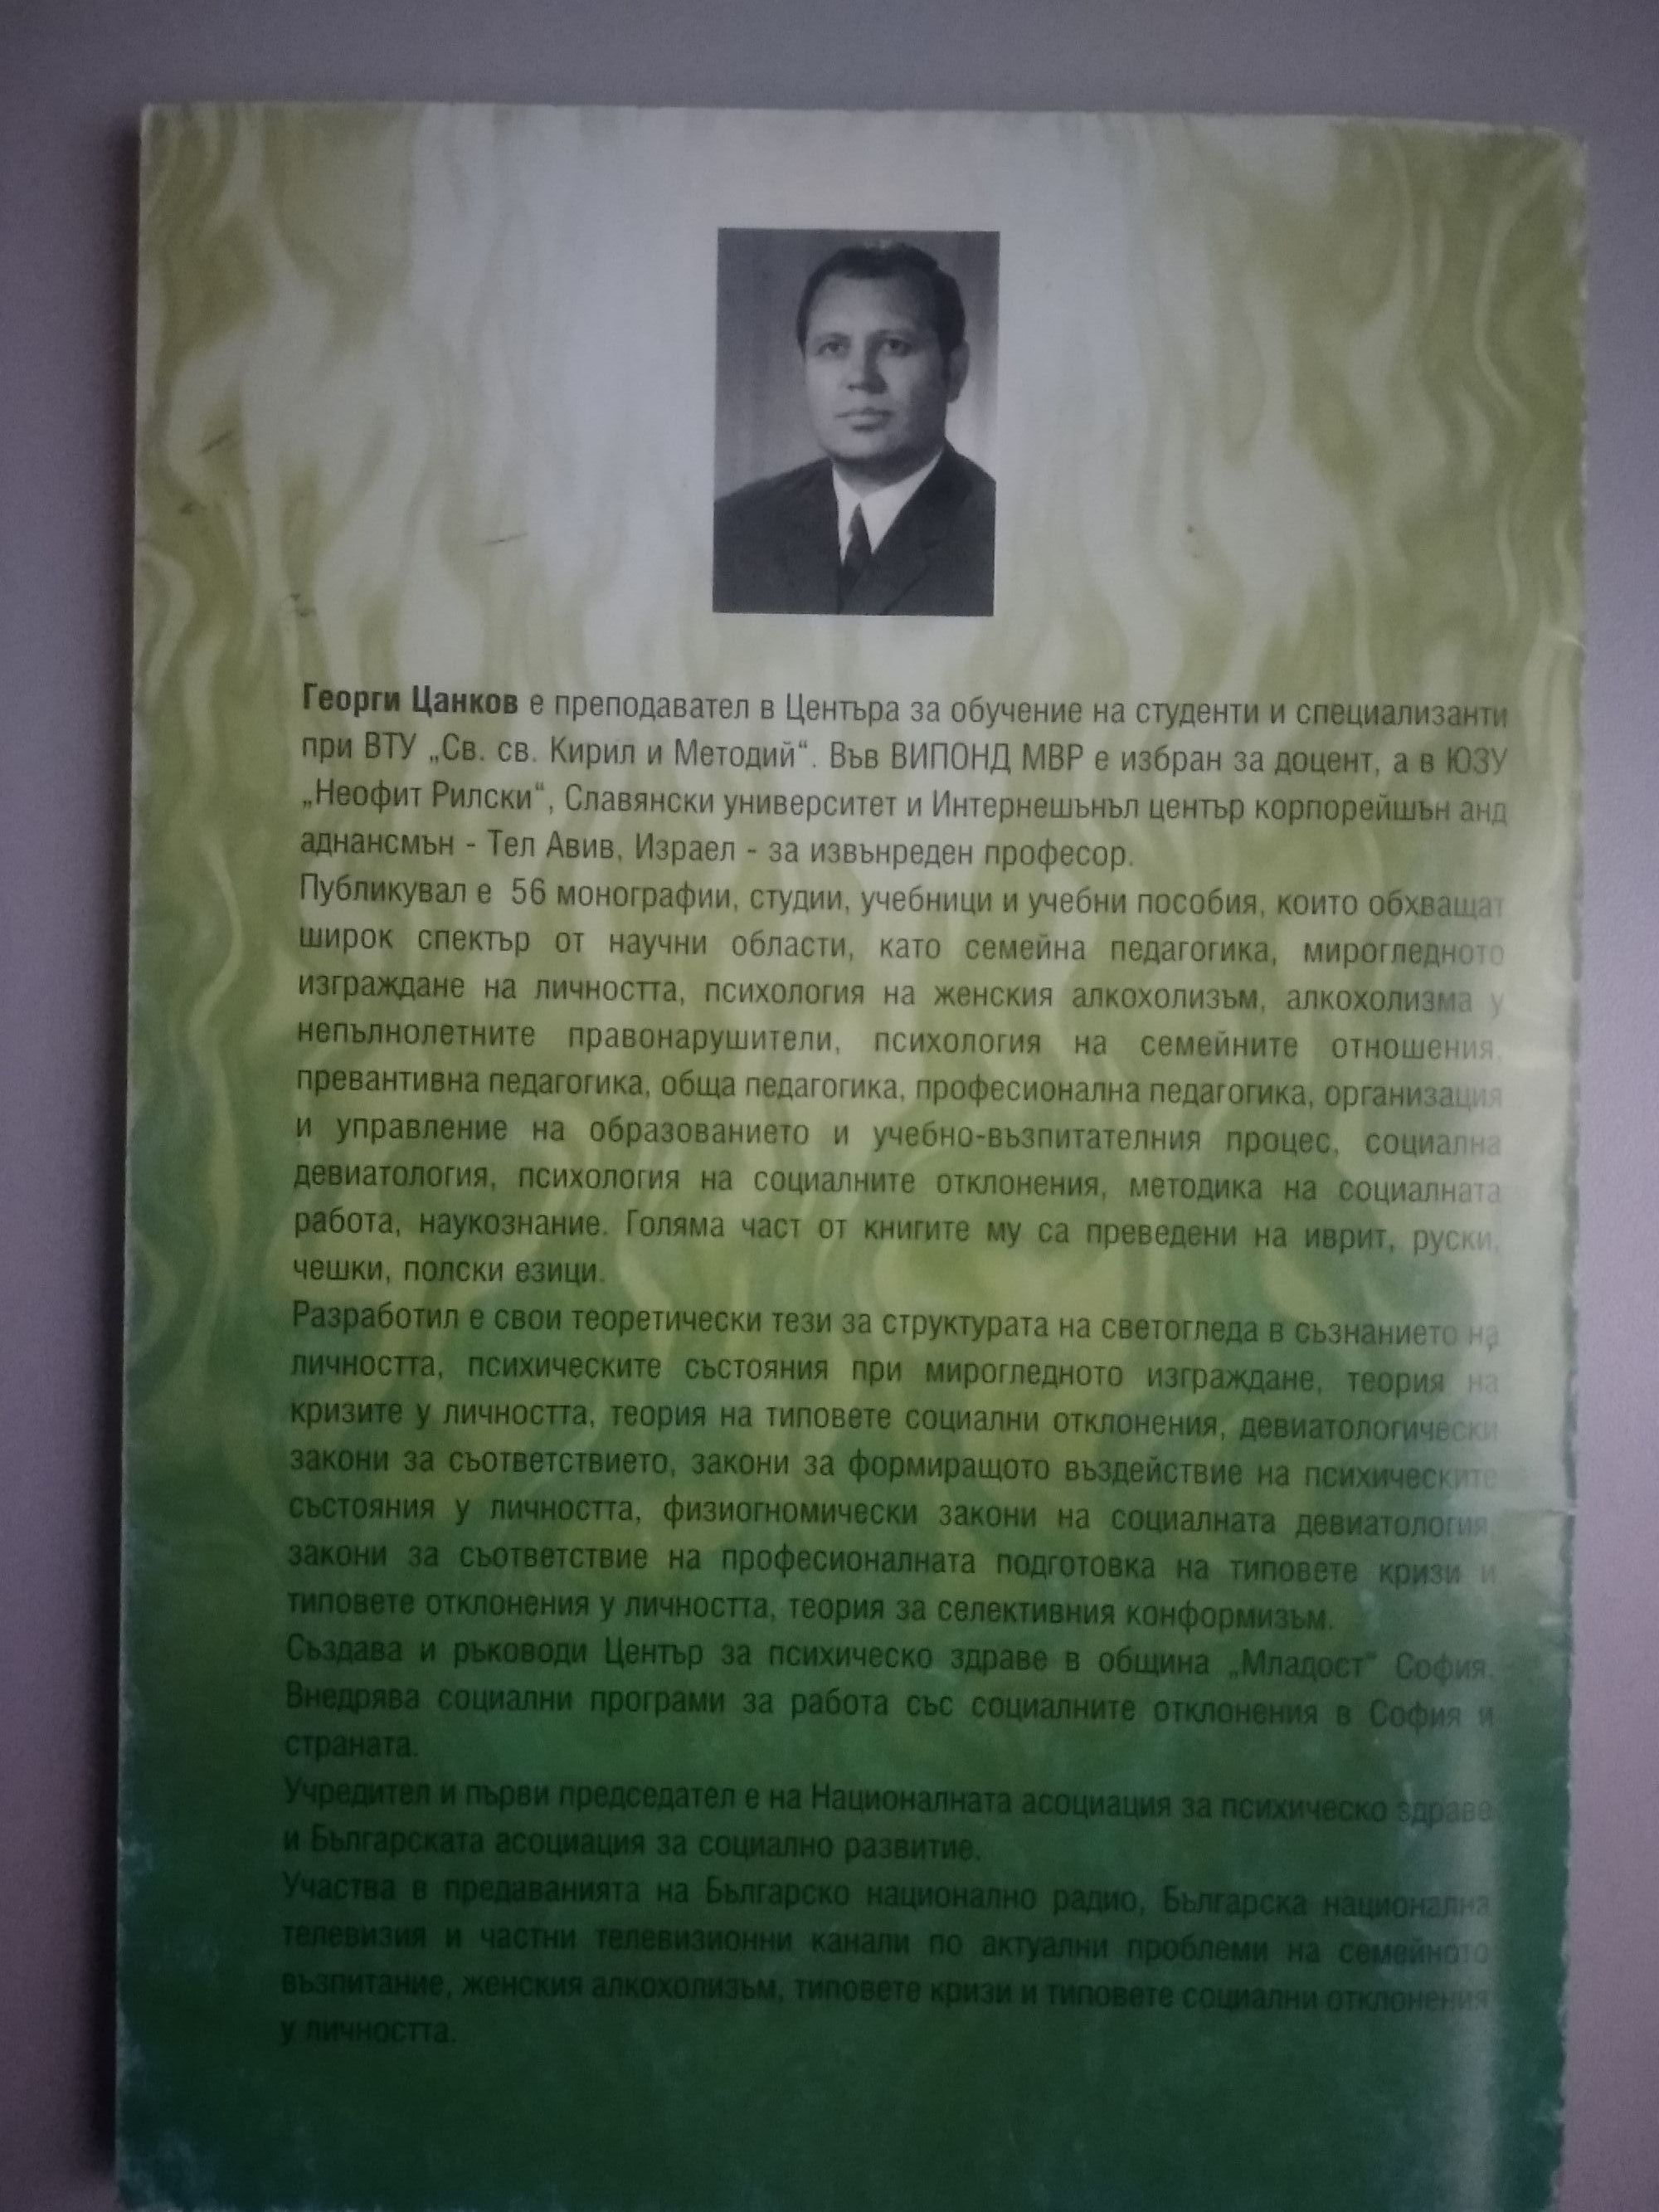 Георги Цанков е преподавател в Центъра за обучение на студенти и специализанти
при ВТУ „Св. св. Кирил и Методий“. Във ВИПОНД МВР е избран за доцент, а в ЮЗУ
„Неофит Рилски“, Славянски университет и Интернешънъл център корпорейшън анд
аднансмън - Тел Авив, Израел - за извънреден професор.
Публикувал е 56 монографии, студии, учебници и учебни пособия, които обхващат
широк спектър от научни области, като семейна педагогика, мирогледното
изграждане на личността, психология на женския алкохолизъм, алкохолизма у
непълнолетните правонарушители, психология на семейните отношения,
превантивна педагогика, обща педагогика, професионална педагогика, организация
и управление на образованието и учебно-възпитателния процес, социална
девиатология, психология на социалните отклонения, методика на социалната
работа, наукознание. Голяма част от книгите му са преведени на иврит, руски,
чешки, полски езици.
Разработил е свои теоретически тези за структурата на светогледа в съзнанието на
личността, психическите състояния при мирогледното изграждане, теория на
кризите у личността, теория на типовете социални отклонения, девиатологически
закони за съответствието, закони за формиращото въздействие на психическите
състояния у личността, физиогномически закони на социалната девиатология,
закони за съответствие на професионалната подготовка на типовете кризи и
типовете отклонения у личността, теория за селективния конформизъм.
Създава и ръководи Център за психическо здраве в община „Младост“ София.
Внедрява социални програми за работа със социалните отклонения в София и
страната.
Учредител и първи председател е на Националната асоциация за психическо здраве
и Българската асоциация за социално развитие.
Участва в предаванията на Българско национално радио, Българска национална
телевизия и частни телевизионни канали по актуални проблеми на семейното
възпитание, женския алкохолизъм, типовете кризи и типовете социални отклонения
у личността.